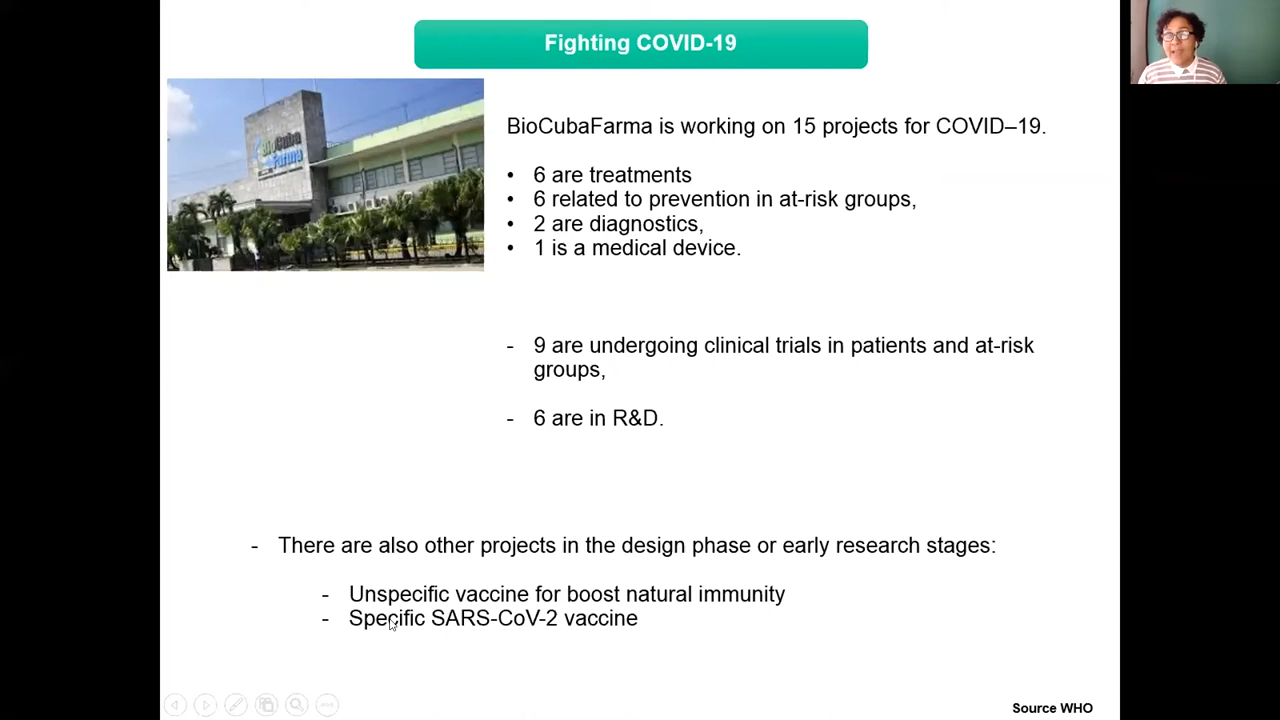 Fighting COVID-19
BioCuba
Farma
BioCubaFarma is working on 15 projects for COVID–19.
• 6 are treatments
• 6 related to prevention in at-risk groups,
• 2 are diagnostics,
• 1 is a medical device.
- 9 are undergoing clinical trials in patients and at-risk
groups,
- 6 are in R&D.
- There are also other projects in the design phase or early research stages:
- Unspecific vaccine for boost natural immunity
- Specific SARS-CoV-2 vaccine
Source WHO